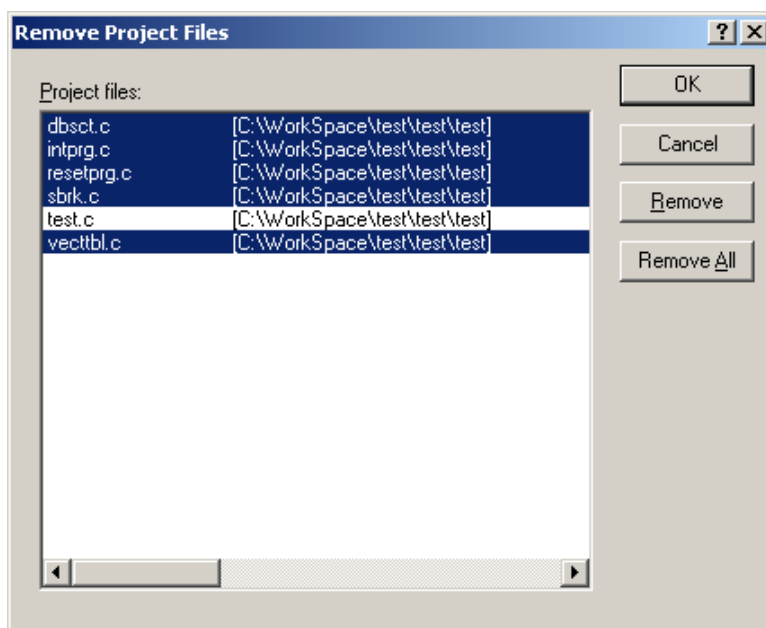 Remove Project Files
Project files:
dbsct.c [C:\WorkSpace\test\test\test]
intprg.c [C:\WorkSpace\test\test\test]
resetprg.c [C:\WorkSpace\test\test\test]
sbrk.c [C:\WorkSpace\test\test\test]
test.c [C:\WorkSpace\test\test\test]
vecttbl.c [C:\WorkSpace\test\test\test]
OK
Cancel
Remove
Remove All